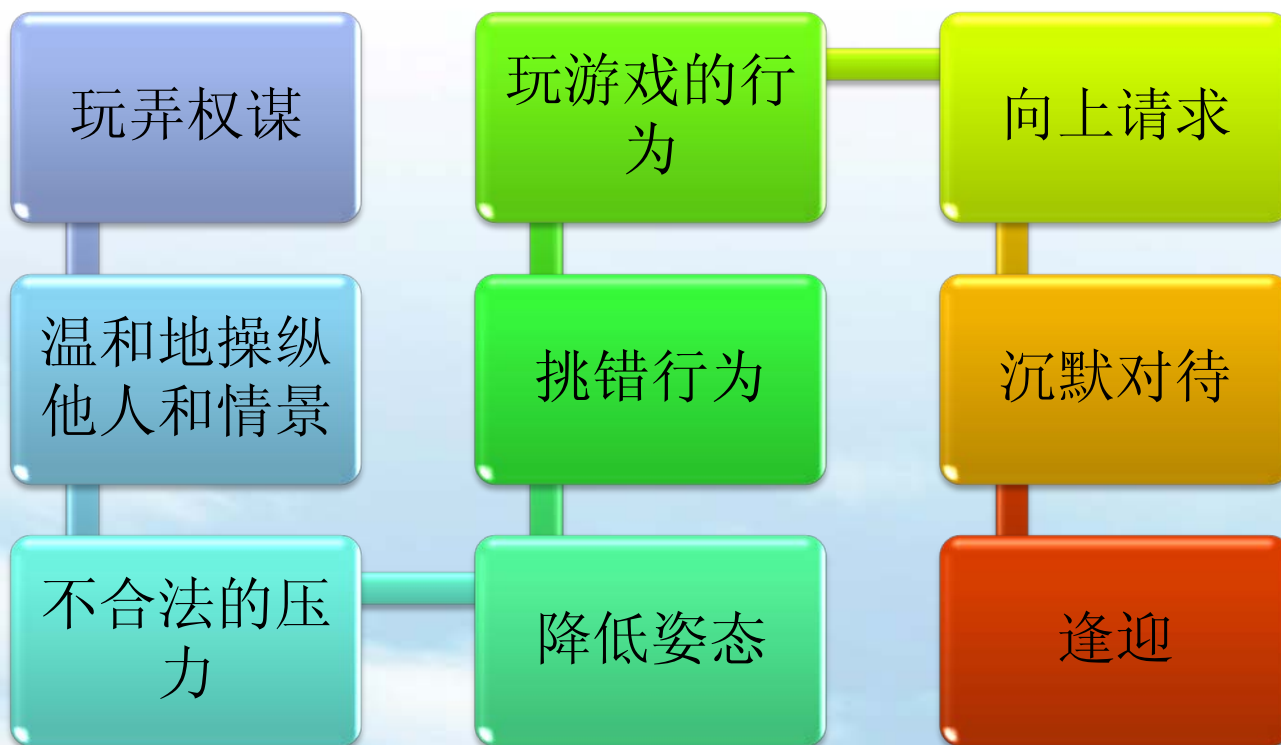 玩弄权谋
温和地操纵
他人和情景
不合法的压
力
降低姿态
挑错行为
玩游戏的行
为
向上请求
沉默对待
逢迎